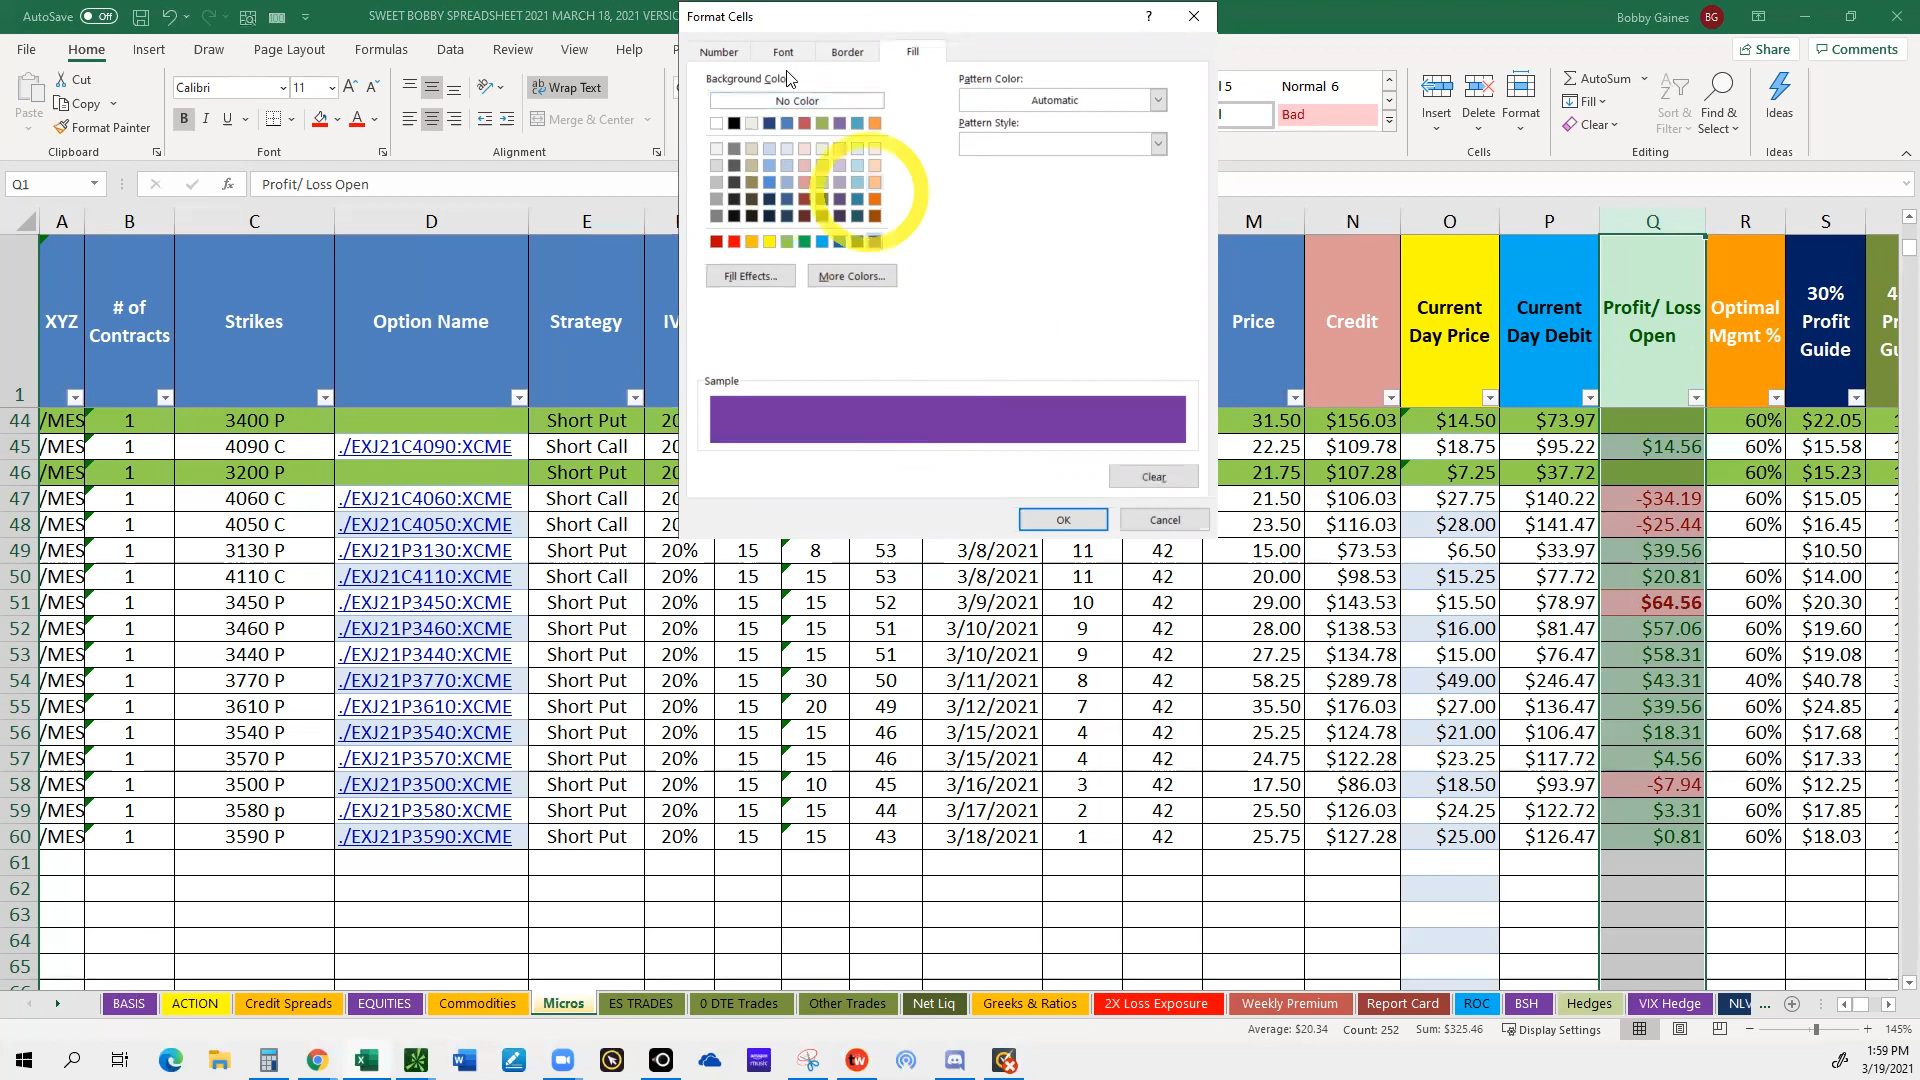 AutoSave Off SWEET BOBBY SPREADSHEET 2021 MARCH 18, 2021 Bobby Gaines BG
Format Cells ? ×
File Home Insert Draw Page Layout Formulas Data Review View Help Share Comments
Number Font Border Fill
Paste Cut
Copy
Format Painter
Clipboard
Calibri 11 A A
B I U A
Font
ab Wrap Text
Merge & Center
Alignment
Background Color:
No Color
Fill Effects... More Colors...
Pattern Color:
Automatic
Pattern Style:
Sample
Clear
OK Cancel
5 Normal 6
Bad
Insert Delete Format
Cells
AutoSum
Fill
Clear
Sort & Filter
Find & Select
Editing
Ideas
Ideas
Q1 fx Profit/ Loss Open
A B C D E M N O P Q R S
1 XYZ # of Contracts Strikes Option Name Strategy IV Price Credit Current Day Price Current Day Debit Profit/ Loss Open Optimal Mgmt % 30% Profit Guide
44 /MES 1 3400 P Short Put 20 31.50 $156.03 $14.50 $73.97 60% $22.05
45 /MES 1 4090 C ./EXJ21C4090:XCME Short Call 20 22.25 $109.78 $18.75 $95.22 $14.56 60% $15.58
46 /MES 1 3200 P Short Put 20 21.75 $107.28 $7.25 $37.72 60% $15.23
47 /MES 1 4060 C ./EXJ21C4060:XCME Short Call 20 21.50 $106.03 $27.75 $140.22 -$34.19 60% $15.05
48 /MES 1 4050 C ./EXJ21C4050:XCME Short Call 20 23.50 $116.03 $28.00 $141.47 -$25.44 60% $16.45
49 /MES 1 3130 P ./EXJ21P3130:XCME Short Put 20% 15 8 53 3/8/2021 11 42 15.00 $73.53 $6.50 $33.97 $39.56 $10.50
50 /MES 1 4110 C ./EXJ21C4110:XCME Short Call 20% 15 15 53 3/8/2021 11 42 20.00 $98.53 $15.25 $77.72 $20.81 60% $14.00
51 /MES 1 3450 P ./EXJ21P3450:XCME Short Put 20% 15 15 52 3/9/2021 10 42 29.00 $143.53 $15.50 $78.97 $64.56 60% $20.30
52 /MES 1 3460 P ./EXJ21P3460:XCME Short Put 20% 15 15 51 3/10/2021 9 42 28.00 $138.53 $16.00 $81.47 $57.06 60% $19.60
53 /MES 1 3440 P ./EXJ21P3440:XCME Short Put 20% 15 15 51 3/10/2021 9 42 27.25 $134.78 $15.00 $76.47 $58.31 60% $19.08
54 /MES 1 3770 P ./EXJ21P3770:XCME Short Put 20% 15 30 50 3/11/2021 8 42 58.25 $289.78 $49.00 $246.47 $43.31 40% $40.78
55 /MES 1 3610 P ./EXJ21P3610:XCME Short Put 20% 15 20 49 3/12/2021 7 42 35.50 $176.03 $27.00 $136.47 $39.56 60% $24.85
56 /MES 1 3540 P ./EXJ21P3540:XCME Short Put 20% 15 15 46 3/15/2021 4 42 25.25 $124.78 $21.00 $106.47 $18.31 60% $17.68
57 /MES 1 3570 P ./EXJ21P3570:XCME Short Put 20% 15 15 46 3/15/2021 4 42 24.75 $122.28 $23.25 $117.72 $4.56 60% $17.33
58 /MES 1 3500 P ./EXJ21P3500:XCME Short Put 20% 15 10 45 3/16/2021 3 42 17.50 $86.03 $18.50 $93.97 -$7.94 60% $12.25
59 /MES 1 3580 p ./EXJ21P3580:XCME Short Put 20% 15 15 44 3/17/2021 2 42 25.50 $126.03 $24.25 $122.72 $3.31 60% $17.85
60 /MES 1 3590 P ./EXJ21P3590:XCME Short Put 20% 15 15 43 3/18/2021 1 42 25.75 $127.28 $25.00 $126.47 $0.81 60% $18.03
61
62
63
64
65
BASIS ACTION Credit Spreads EQUITIES Commodities Micros ES TRADES 0 DTE Trades Other Trades Net Liq Greeks & Ratios 2X Loss Exposure Weekly Premium Report Card ROC BSH Hedges VIX Hedge NLV ...
Average: $20.34 Count: 252 Sum: $325.46 Display Settings 145%
1:59 PM
3/19/2021